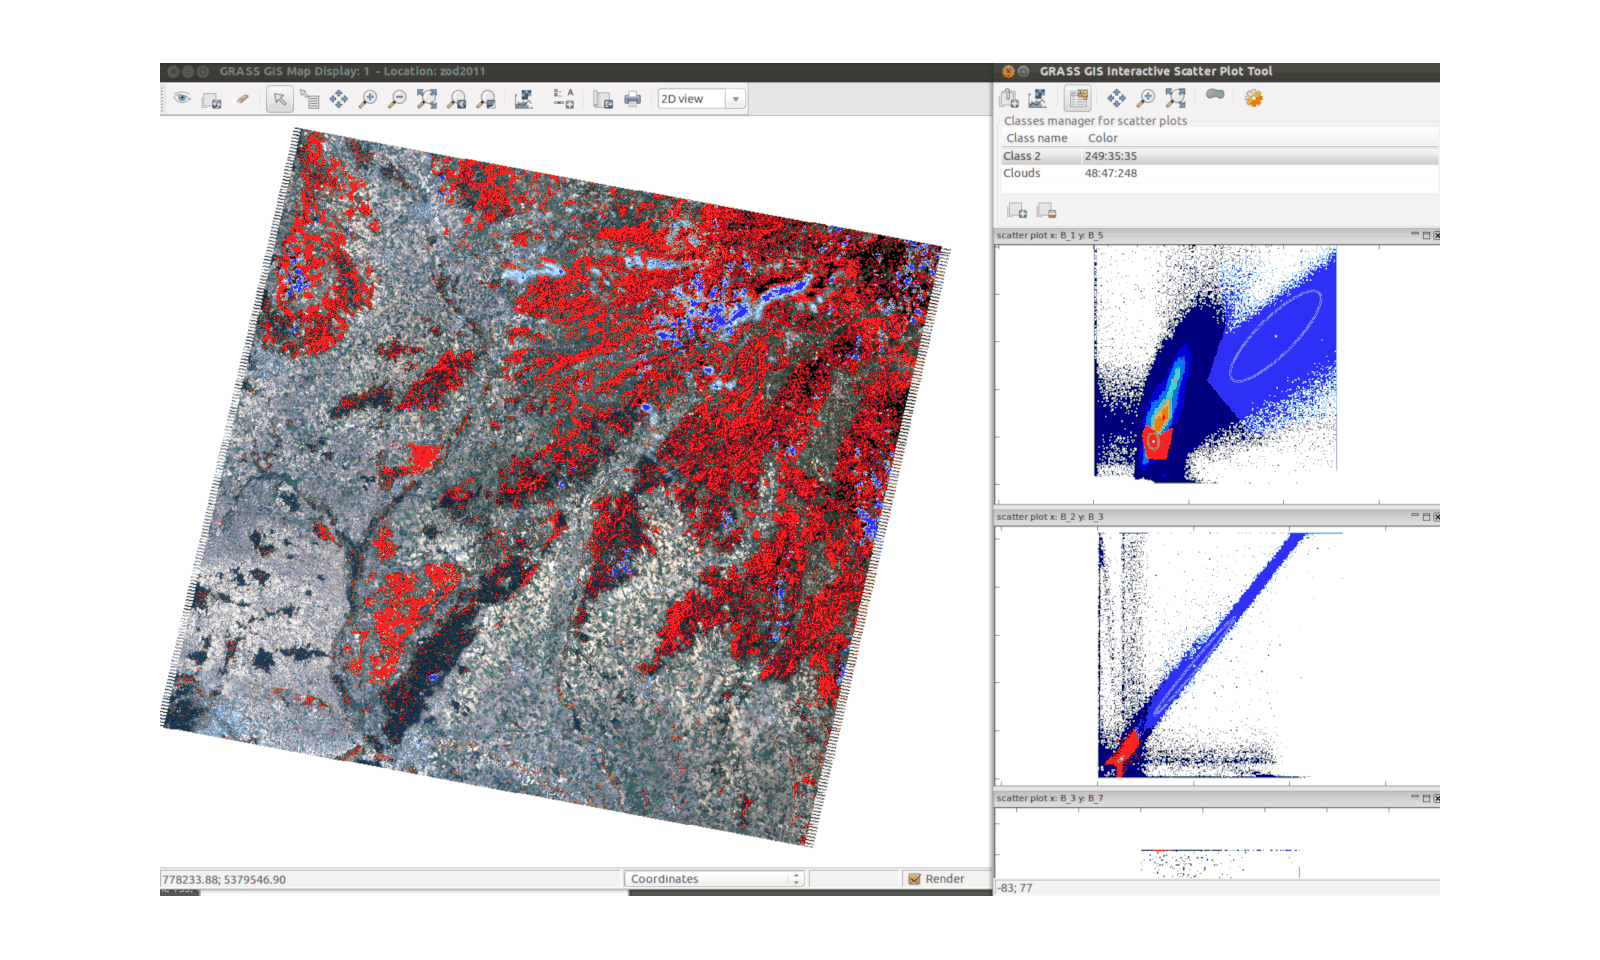 GRASS GIS Map Display: 1 - Location: zod2011
2D view
778233.88; 5379546.90
Coordinates
Render
GRASS GIS Interactive Scatter Plot Tool
Classes manager for scatter plots
Class name Color
Class 2 249:35:35
Clouds 48:47:248
scatter plot x: B_1 y: B_5
scatter plot x: B_2 y: B_3
scatter plot x: B_3 y: B_7
-83; 77